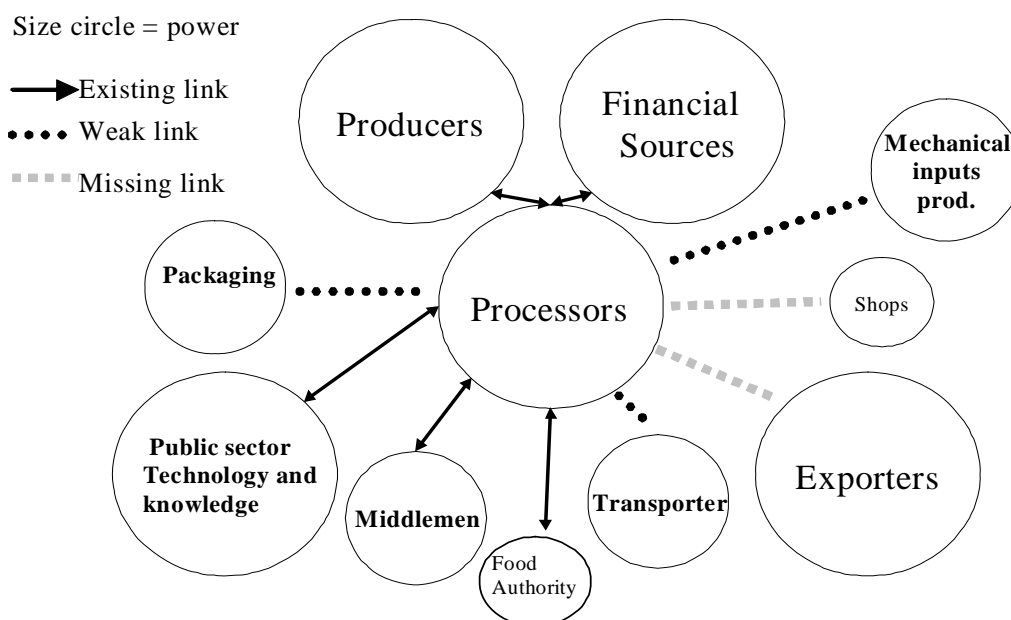 Size circle = power
Existing link
Weak link
Missing link
Producers
Financial
Sources
Mechanical
inputs
prod.
Packaging
Processors
Shops
Public sector
Technology and
knowledge
Middlemen
Food
Authority
Transporter
Exporters